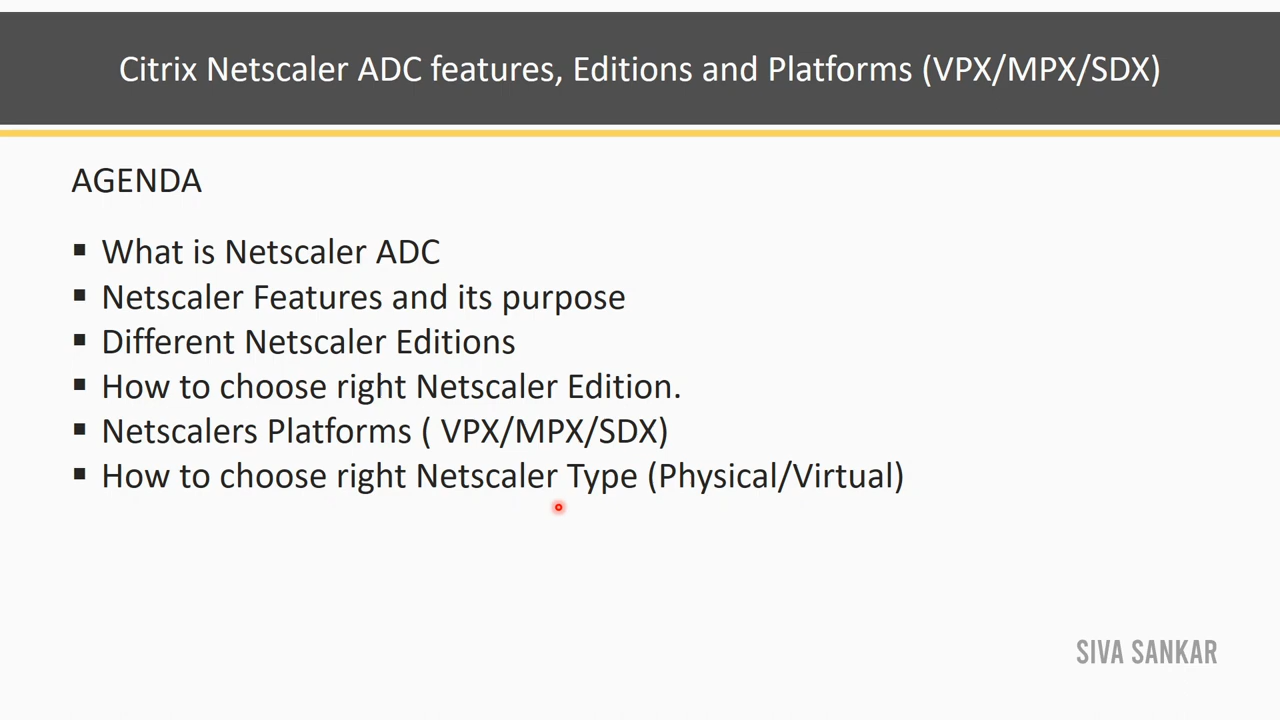 Citrix Netscaler ADC features, Editions and Platforms (VPX/MPX/SDX)
AGENDA
▪ What is Netscaler ADC
▪ Netscaler Features and its purpose
▪ Different Netscaler Editions
▪ How to choose right Netscaler Edition.
▪ Netscalers Platforms ( VPX/MPX/SDX)
▪ How to choose right Netscaler Type (Physical/Virtual)
SIVA SANKAR